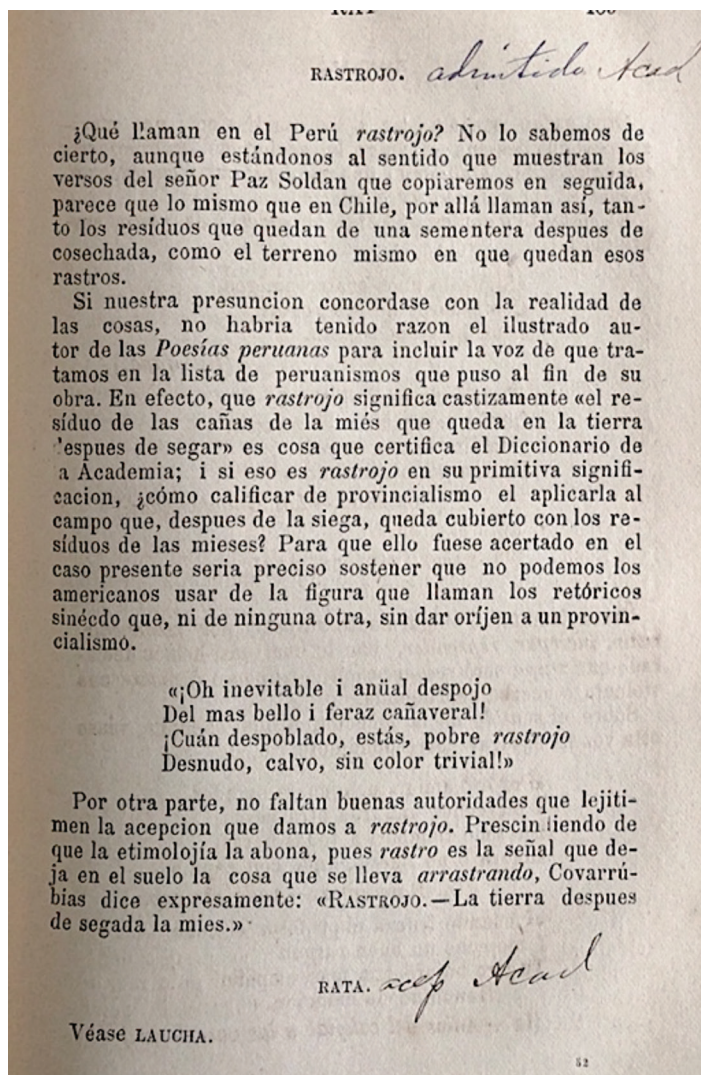 RASTROJO. admitido Acad
¿Qué llaman en el Perú rastrojo? No lo sabemos de
cierto, aunque estándonos al sentido que muestran los
versos del señor Paz Soldan que copiaremos en seguida,
parece que lo mismo que en Chile, por allá llaman así, tan-
to los resíduos que quedan de una sementera despues de
cosechada, como el terreno mismo en que quedan esos
rastros.
Si nuestra presuncion concordase con la realidad de
las cosas, no habria tenido razon el ilustrado au-
tor de las Poesías peruanas para incluir la voz de que tra-
tamos en la lista de peruanismos que puso al fin de su
obra. En efecto, que rastrojo significa castizamente «el re-
síduo de las cañas de la miés que queda en la tierra
'espues de segar» es cosa que certifica el Diccionario de
a Academia; i si eso es rastrojo en su primitiva signifi-
cacion, ¿cómo calificar de provincialismo el aplicarla al
campo que, despues de la siega, queda cubierto con los re-
síduos de las mieses? Para que ello fuese acertado en el
caso presente seria preciso sostener que no podemos los
americanos usar de la figura que llaman los retóricos
sinécdo que, ni de ninguna otra, sin dar oríjen a un provin-
cialismo.
«¡Oh inevitable i anüal despojo
Del mas bello i feraz cañaveral!
¡Cuán despoblado, estás, pobre rastrojo
Desnudo, calvo, sin color trivial!»
Por otra parte, no faltan buenas autoridades que lejiti-
men la acepcion que damos a rastrojo. Prescindiendo de
que la etimolojía la abona, pues rastro es la señal que de-
ja en el suelo la cosa que se lleva arrastrando, Covarrú-
bias dice expresamente: «RASTROJO.—La tierra despues
de segada la mies.»
RATA. acep Acad
Véase LAUCHA.
52